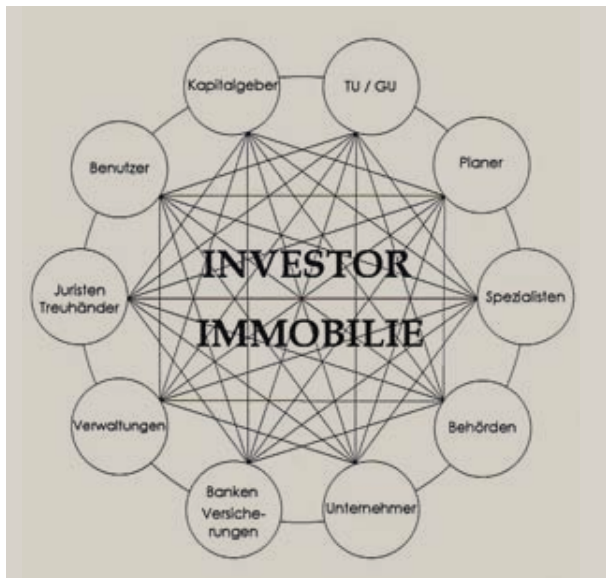 Kapitalgeber
TU / GU
Benutzer
Planer
INVESTOR
IMMOBILIE
Juristen
Treuhänder
Spezialisten
Verwaltungen
Behörden
Banken
Versiche-
rungen
Unternehmer